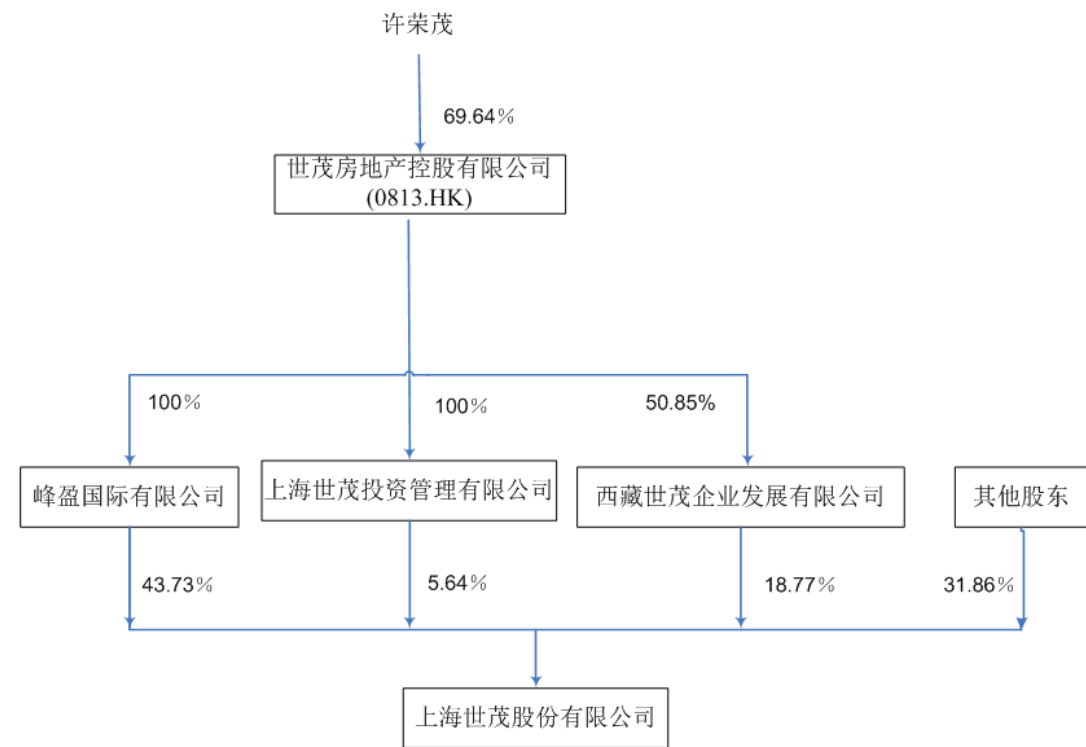 许荣茂
69.64%
世茂房地产控股有限公司
(0813.HK)
100%
100%
50.85%
峰盈国际有限公司
上海世茂投资管理有限公司
西藏世茂企业发展有限公司
其他股东
43.73%
5.64%
18.77%
31.86%
上海世茂股份有限公司